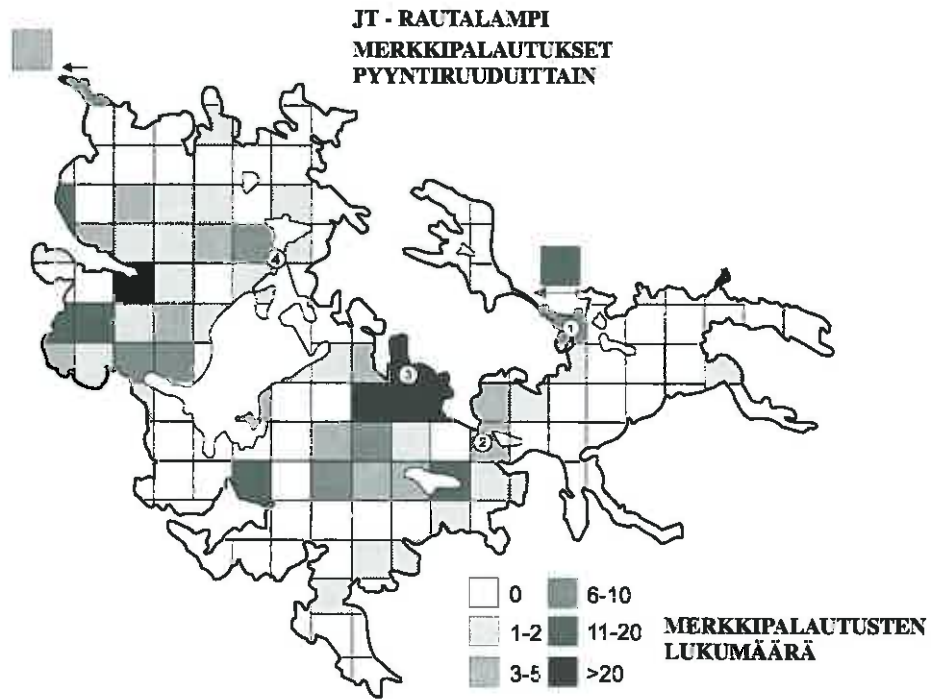 JT - RAUTALAMPI
MERKKIPALAUTUKSET
PYYNTIRUUDUITTAIN
4
1
3
2
0 6-10
1-2 11-20
3-5 >20
MERKKIPALAUTUSTEN
LUKUMÄÄRÄ